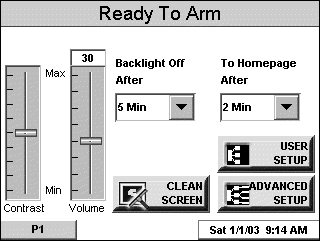 Ready To Arm
30
Backlight Off
After
To Homepage
After
Max
5 Min
2 Min
USER
SETUP
Min
CLEAN
SCREEN
ADVANCED
SETUP
Contrast
Volume
P1
Sat 1/1/03 9:14 AM